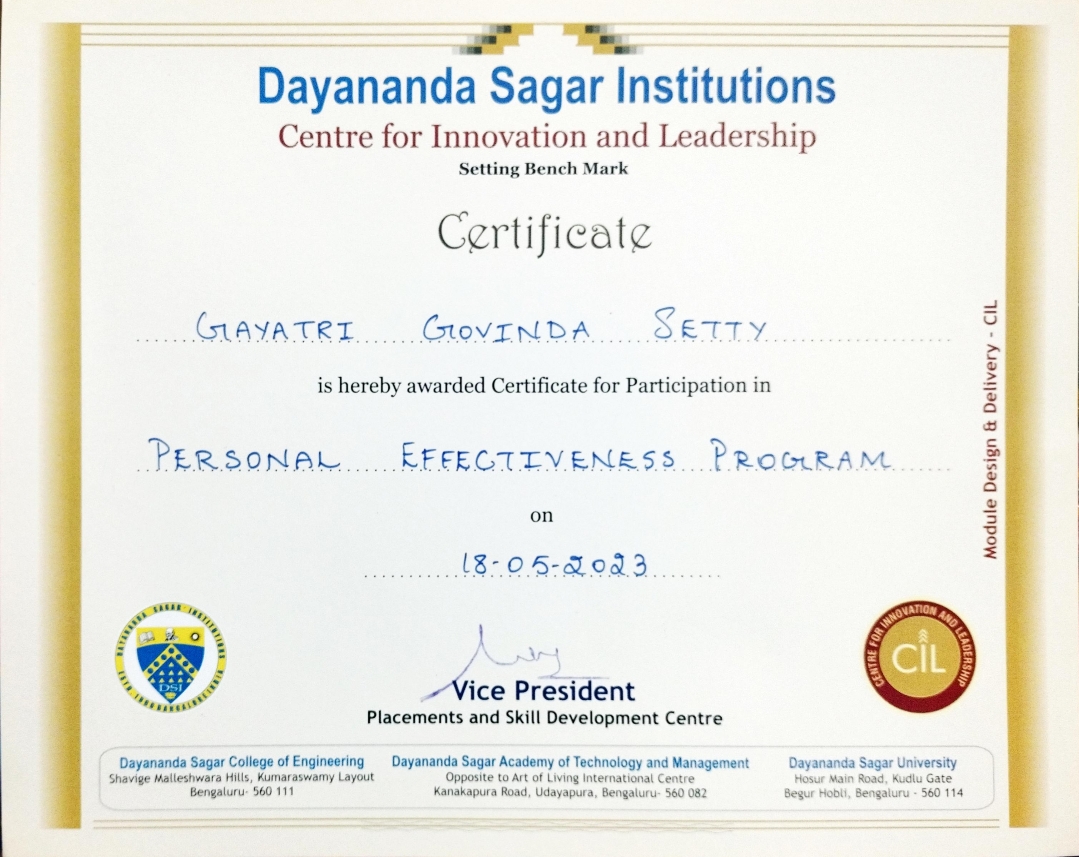 Dayananda Sagar Institutions
Centre for Innovation and Leadership
Setting Bench Mark
Certificate
GAYATRI GOVINDA SETTY
is hereby awarded Certificate for Participation in
PERSONAL EFFECTIVENESS PROGRAM
on
18-05-2023
Module Design & Delivery - CIL
DAYANANDA SAGAR INSTITUTIONS
DSI
CENTRE FOR INNOVATION AND LEADERSHIP
CIL
Vice President
Placements and Skill Development Centre
Dayananda Sagar College of Engineering
Shavige Malleshwara Hills, Kumaraswamy Layout
Bengaluru- 560 111
Dayananda Sagar Academy of Technology and Management
Opposite to Art of Living International Centre
Kanakapura Road, Udayapura, Bengaluru- 560 082
Dayananda Sagar University
Hosur Main Road, Kudlu Gate
Begur Hobli, Bengaluru - 560 114